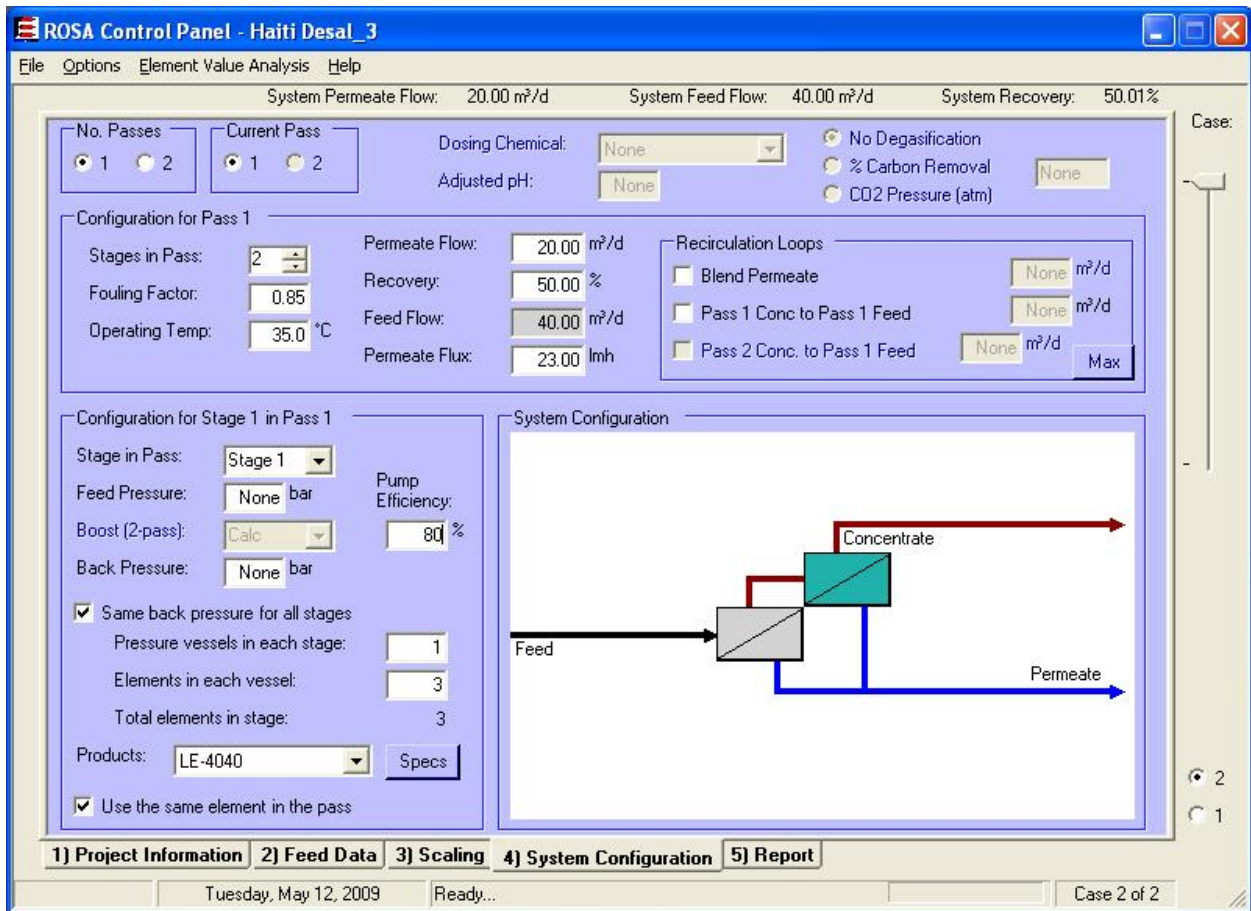 ROSA Control Panel - Haiti Desal_3
File Options Element Value Analysis Help
System Permeate Flow: 20.00 m³/d System Feed Flow: 40.00 m³/d System Recovery: 50.01%
Case:
No. Passes
1 2
Current Pass
1 2
Dosing Chemical: None
Adjusted pH: None
No Degasification
% Carbon Removal
CO2 Pressure (atm)
None
Configuration for Pass 1
Stages in Pass: 2
Fouling Factor: 0.85
Operating Temp: 35.0 °C
Permeate Flow: 20.00 m³/d
Recovery: 50.00 %
Feed Flow: 40.00 m³/d
Permeate Flux: 23.00 lmh
Recirculation Loops
Blend Permeate None m³/d
Pass 1 Conc to Pass 1 Feed None m³/d
Pass 2 Conc. to Pass 1 Feed None m³/d
Max
Configuration for Stage 1 in Pass 1
Stage in Pass: Stage 1
Feed Pressure: None bar
Boost (2-pass): Calc
Back Pressure: None bar
Pump
Efficiency:
80 %
Same back pressure for all stages
Pressure vessels in each stage: 1
Elements in each vessel: 3
Total elements in stage: 3
Products: LE-4040 Specs
Use the same element in the pass
System Configuration
Concentrate
Feed
Permeate
2
1
1) Project Information 2) Feed Data 3) Scaling 4) System Configuration 5) Report
Tuesday, May 12, 2009 Ready... Case 2 of 2